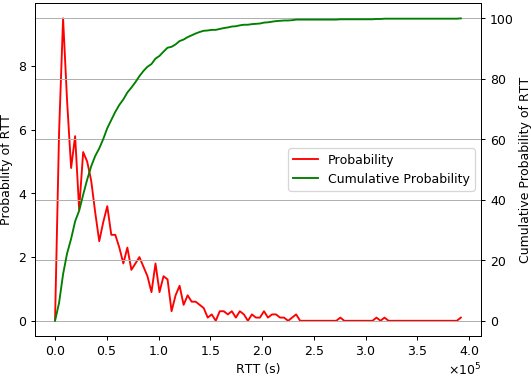 Probability of RTT
8
6
4
2
0
100
80
60
40
20
0
Cumulative Probability of RTT
Probability
Cumulative Probability
0.0 0.5 1.0 1.5 2.0 2.5 3.0 3.5 4.0
RTT (s)
×10⁵